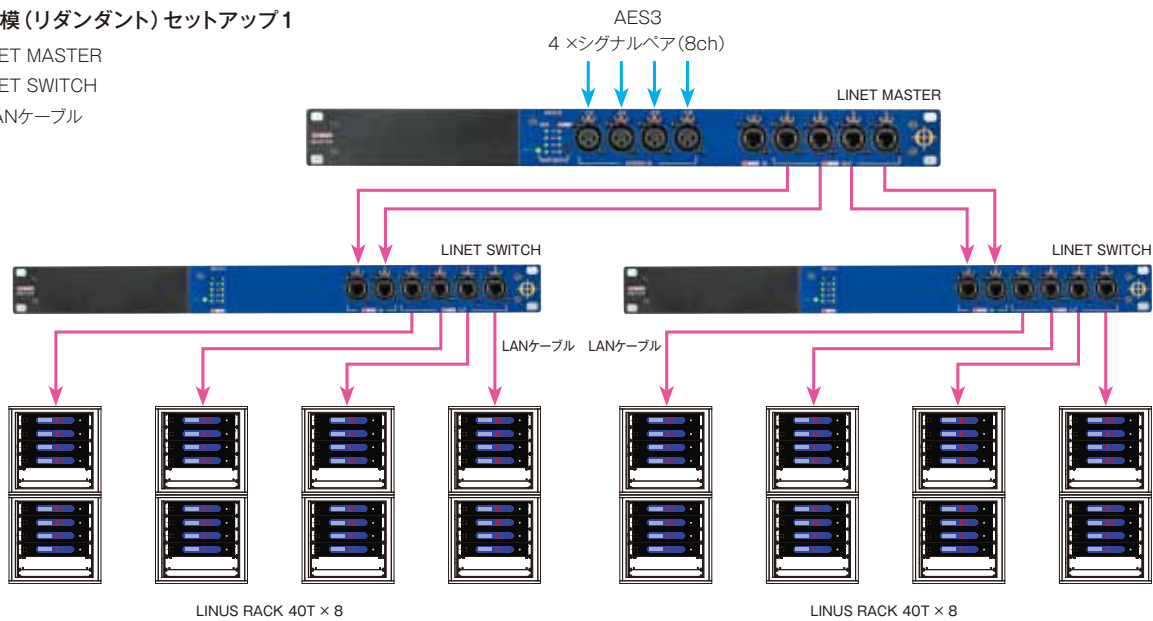 模（リダンダント）セットアップ1
ET MASTER
ET SWITCH
ANケーブル
AES3
4 ×シグナルペア（8ch）
LINET MASTER
LINET SWITCH
LINET SWITCH
LANケーブル
LANケーブル
LINUS RACK 40T × 8
LINUS RACK 40T × 8